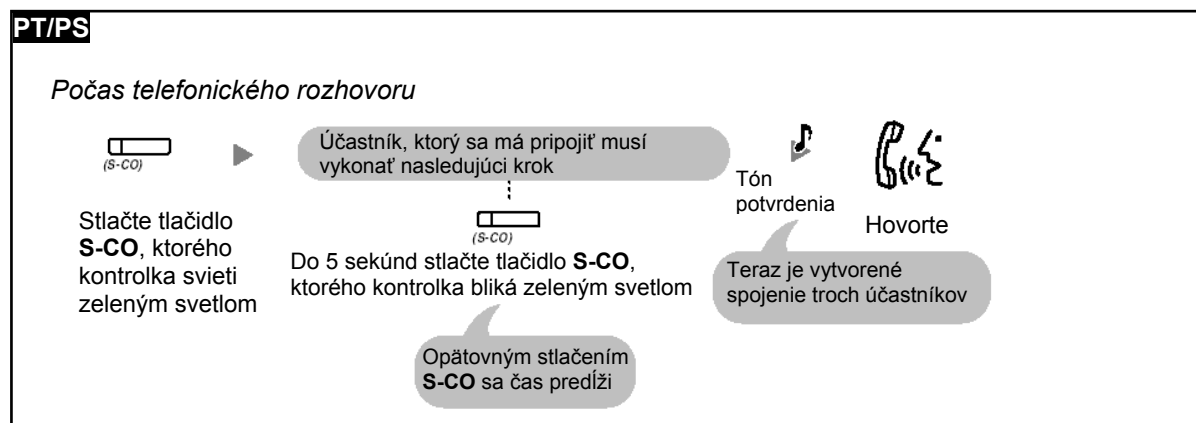 PT/PS
Počas telefonického rozhovoru
(S-CO)
Stlačte tlačidlo
S-CO, ktorého
kontrolka svieti
zeleným svetlom
Účastník, ktorý sa má pripojiť musí
vykonať nasledujúci krok
(S-CO)
Do 5 sekúnd stlačte tlačidlo S-CO,
ktorého kontrolka bliká zeleným svetlom
Opätovným stlačením
S-CO sa čas predĺži
Tón
potvrdenia
Teraz je vytvorené
spojenie troch účastníkov
Hovorte